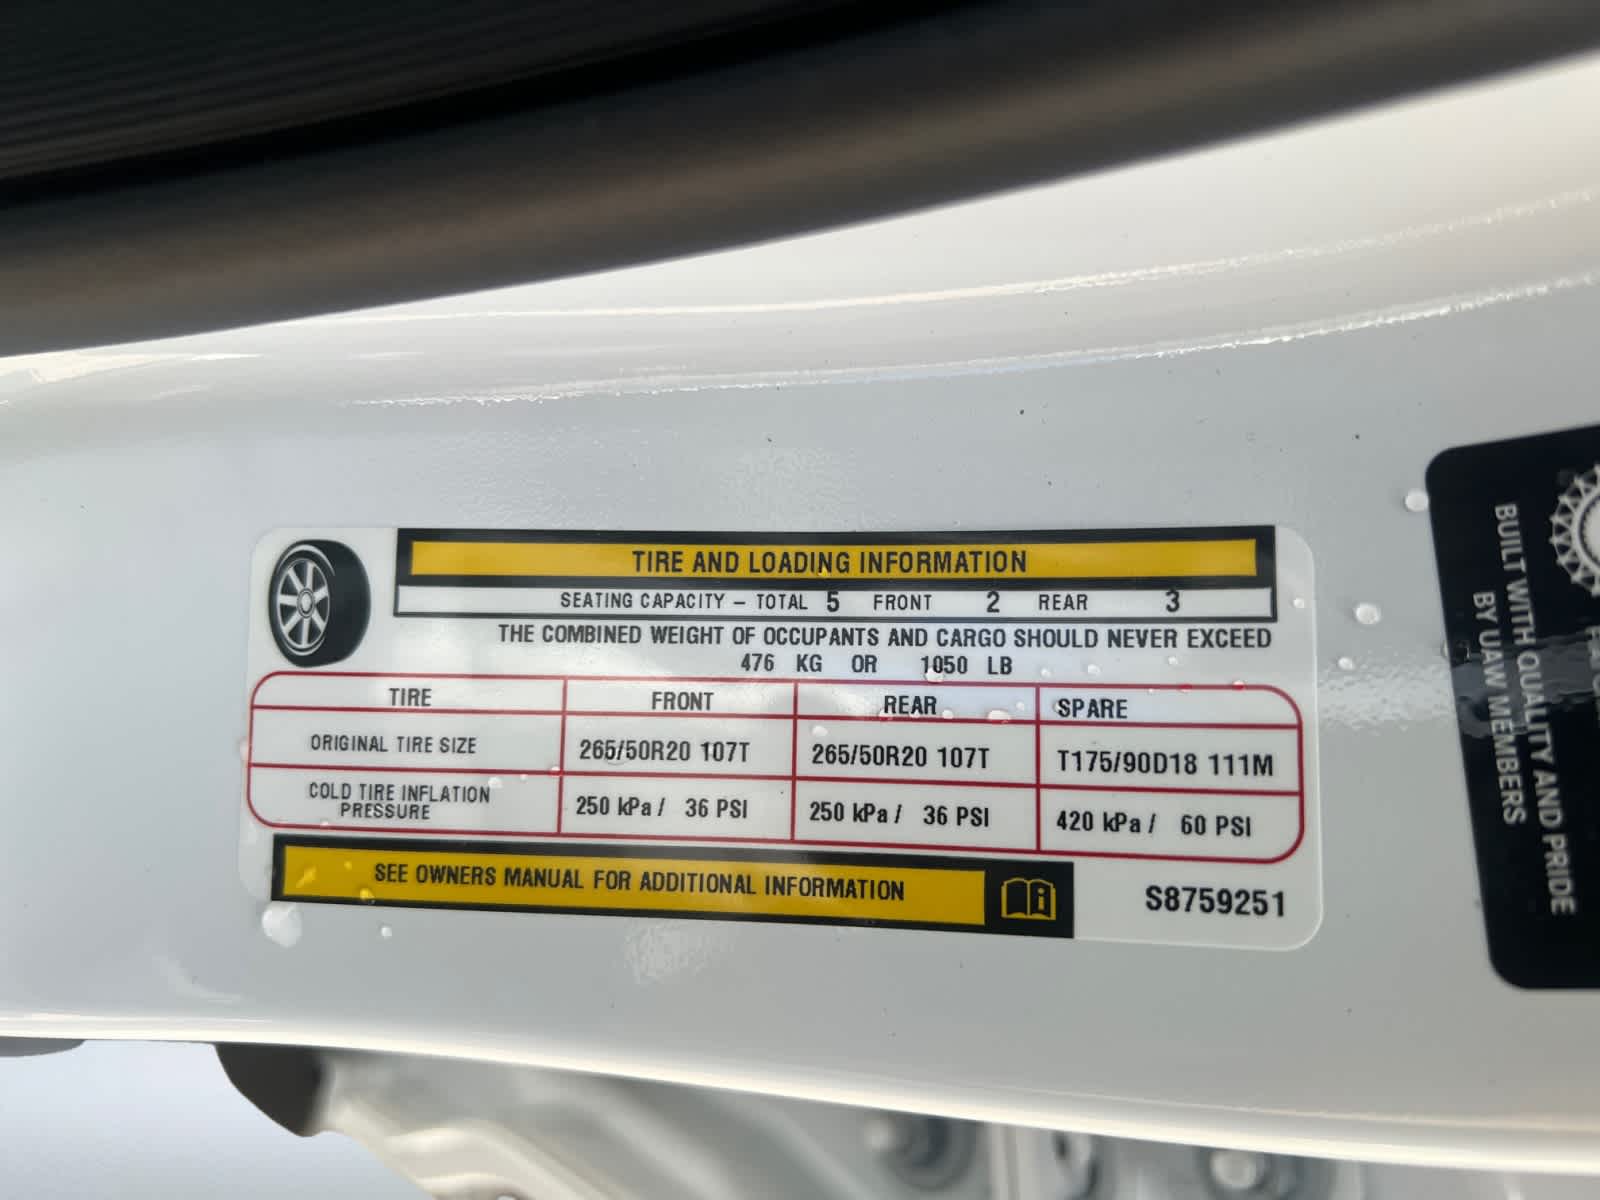 TIRE AND LOADING INFORMATION
SEATING CAPACITY – TOTAL 5 FRONT 2 REAR 3
THE COMBINED WEIGHT OF OCCUPANTS AND CARGO SHOULD NEVER EXCEED
476 KG OR 1050 LB
TIRE FRONT REAR SPARE
ORIGINAL TIRE SIZE 265/50R20 107T 265/50R20 107T T175/90D18 111M
COLD TIRE INFLATION
PRESSURE 250 kPa / 36 PSI 250 kPa / 36 PSI 420 kPa / 60 PSI
SEE OWNERS MANUAL FOR ADDITIONAL INFORMATION
S8759251
BUILT WITH QUALITY AND PRIDE
BY UAW MEMBERS